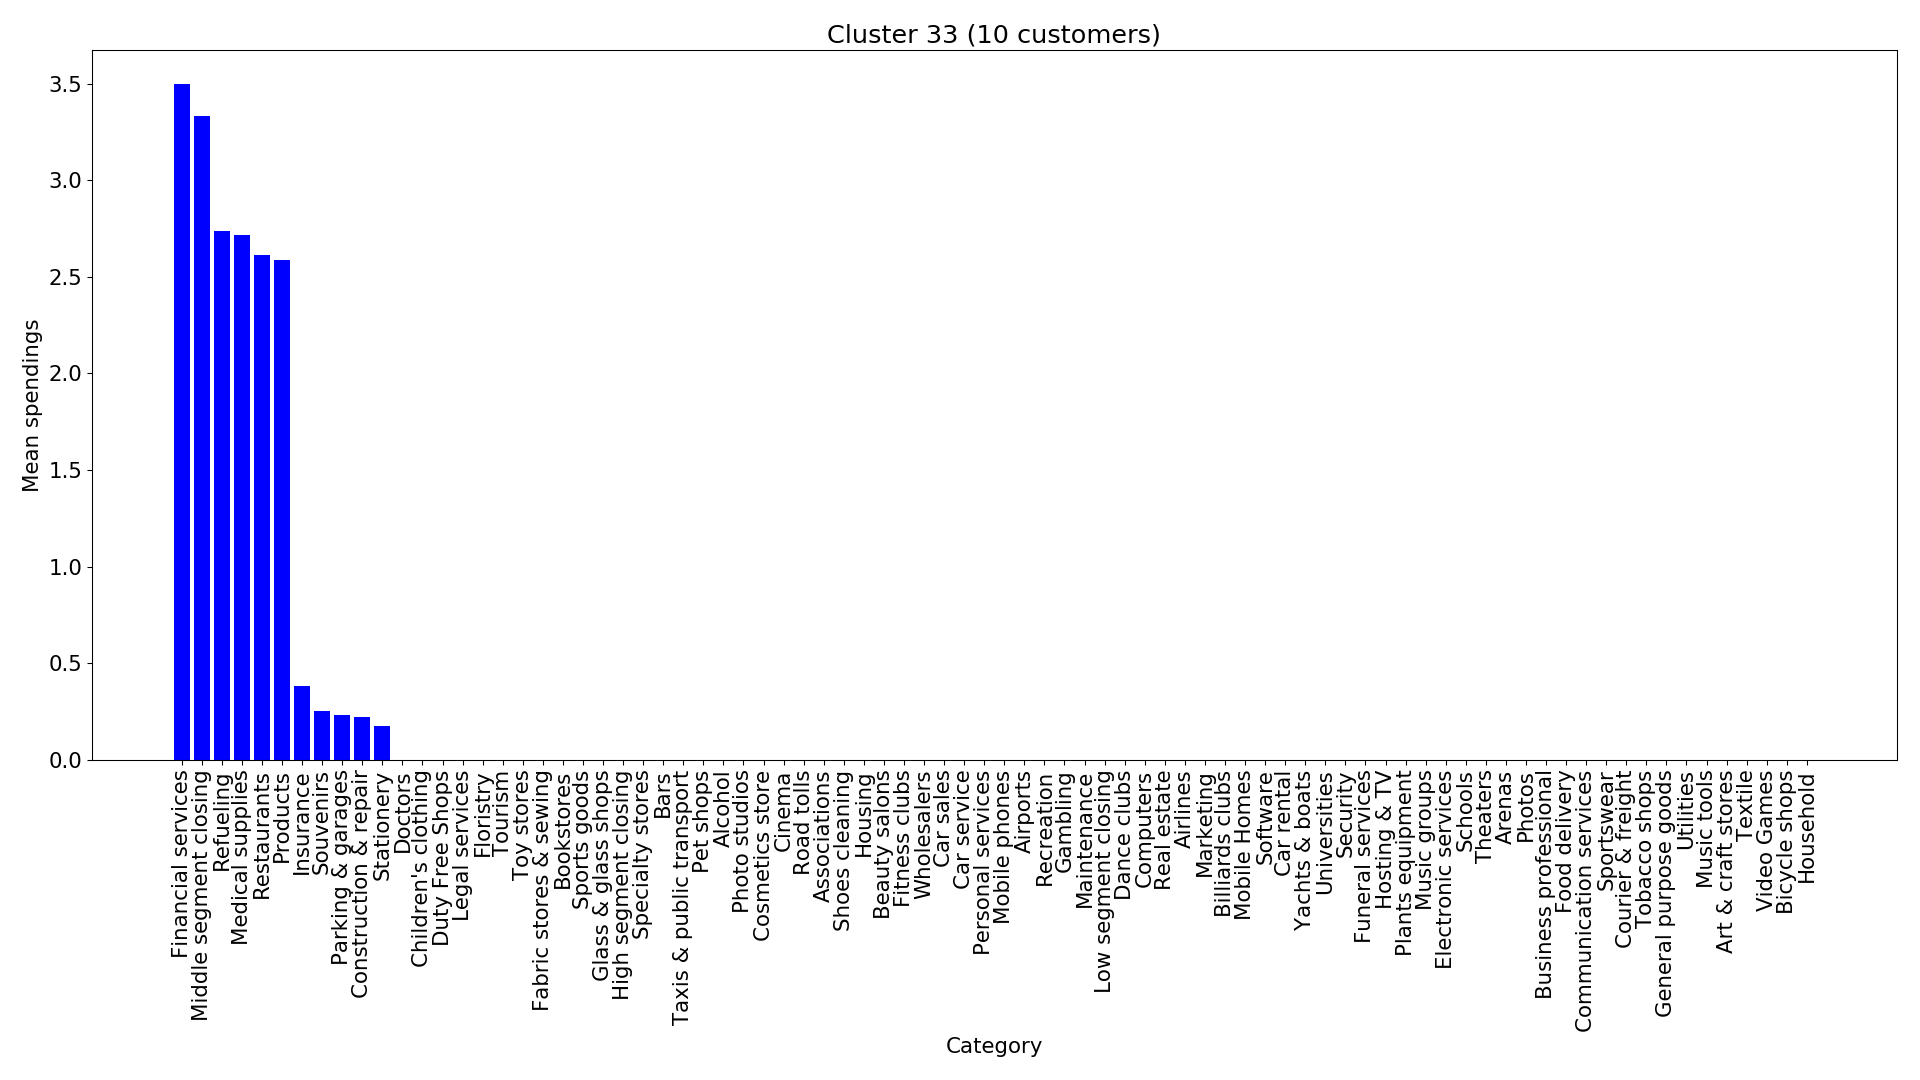 Cluster 33 (10 customers)
Mean spendings
3.5
3.0
2.5
2.0
1.5
1.0
0.5
0.0
Financial services
Middle segment closing
Refueling
Medical supplies
Restaurants
Products
Insurance
Souvenirs
Parking & garages
Construction & repair
Stationery
Doctors
Children's clothing
Duty Free Shops
Legal services
Floristry
Tourism
Toy stores
Fabric stores & sewing
Bookstores
Sports goods
Glass & glass shops
High segment closing
Specialty stores
Bars
Taxis & public transport
Pet shops
Alcohol
Photo studios
Cosmetics store
Cinema
Road tolls
Associations
Shoes cleaning
Housing
Beauty salons
Fitness clubs
Wholesalers
Car sales
Car service
Personal services
Mobile phones
Airports
Recreation
Gambling
Maintenance
Low segment closing
Dance clubs
Computers
Real estate
Airlines
Marketing
Billiards clubs
Mobile Homes
Software
Car rental
Yachts & boats
Universities
Security
Funeral services
Hosting & TV
Plants equipment
Music groups
Electronic services
Schools
Theaters
Arenas
Photos
Business professional
Food delivery
Communication services
Sportswear
Courier & freight
Tobacco shops
General purpose goods
Utilities
Music tools
Art & craft stores
Textile
Video Games
Bicycle shops
Household
Category